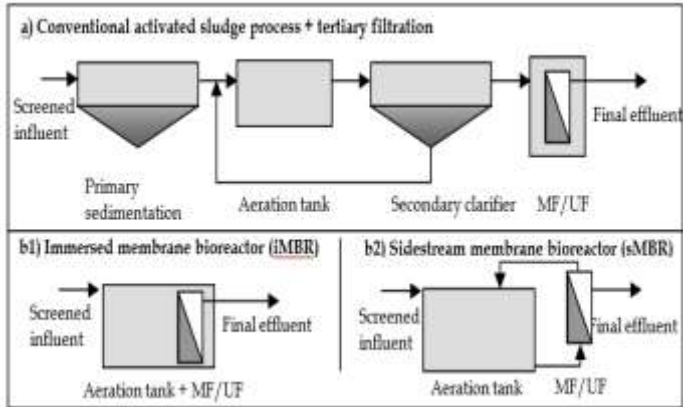 a) Conventional activated sludge process + tertiary filtration
Screened
influent
Final effluent
Primary
sedimentation
Aeration tank
Secondary clarifier
MF/UF
b1) Immersed membrane bioreactor (iMBR)
Screened
influent
Final effluent
Aeration tank + MF/UF
b2) Sidestream membrane bioreactor (sMBR)
Screened
influent
Final effluent
Aeration tank
MF/UF